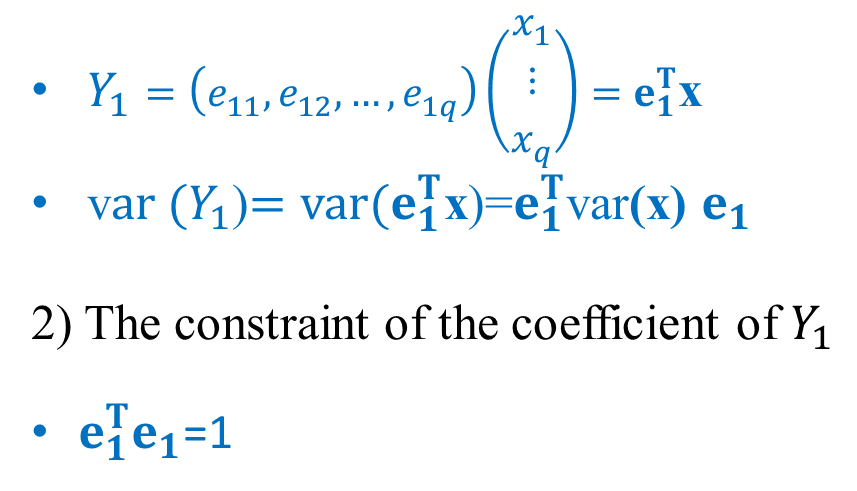 • Y₁ = (e₁₁, e₁₂, … , e₁q) (x₁ ⋮ xq) = 𝐞₁ᵀ𝐱
• var (Y₁)= var(𝐞₁ᵀ𝐱)=𝐞₁ᵀvar(𝐱) 𝐞₁
2) The constraint of the coefficient of Y₁
• 𝐞₁ᵀ𝐞₁=1